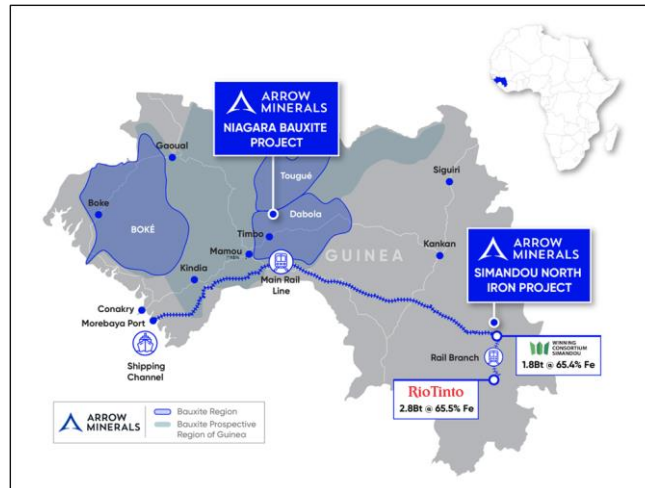 ARROW
MINERALS
NIAGARA BAUXITE
PROJECT
Gaoual
Tougué
Siguiri
Boke
BOKÉ
Dabola
Timbo
Mamou
GUINEA
Kankan
ARROW
MINERALS
SIMANDOU NORTH
IRON PROJECT
Kindia
Main Rail
Line
Conakry
Morebaya Port
Shipping
Channel
Rail Branch
WINNING
CONSORTIUM
SIMANDOU
1.8Bt @ 65.4% Fe
RioTinto
2.8Bt @ 65.5% Fe
ARROW
MINERALS
Bauxite Region
Bauxite Prospective
Region of Guinea